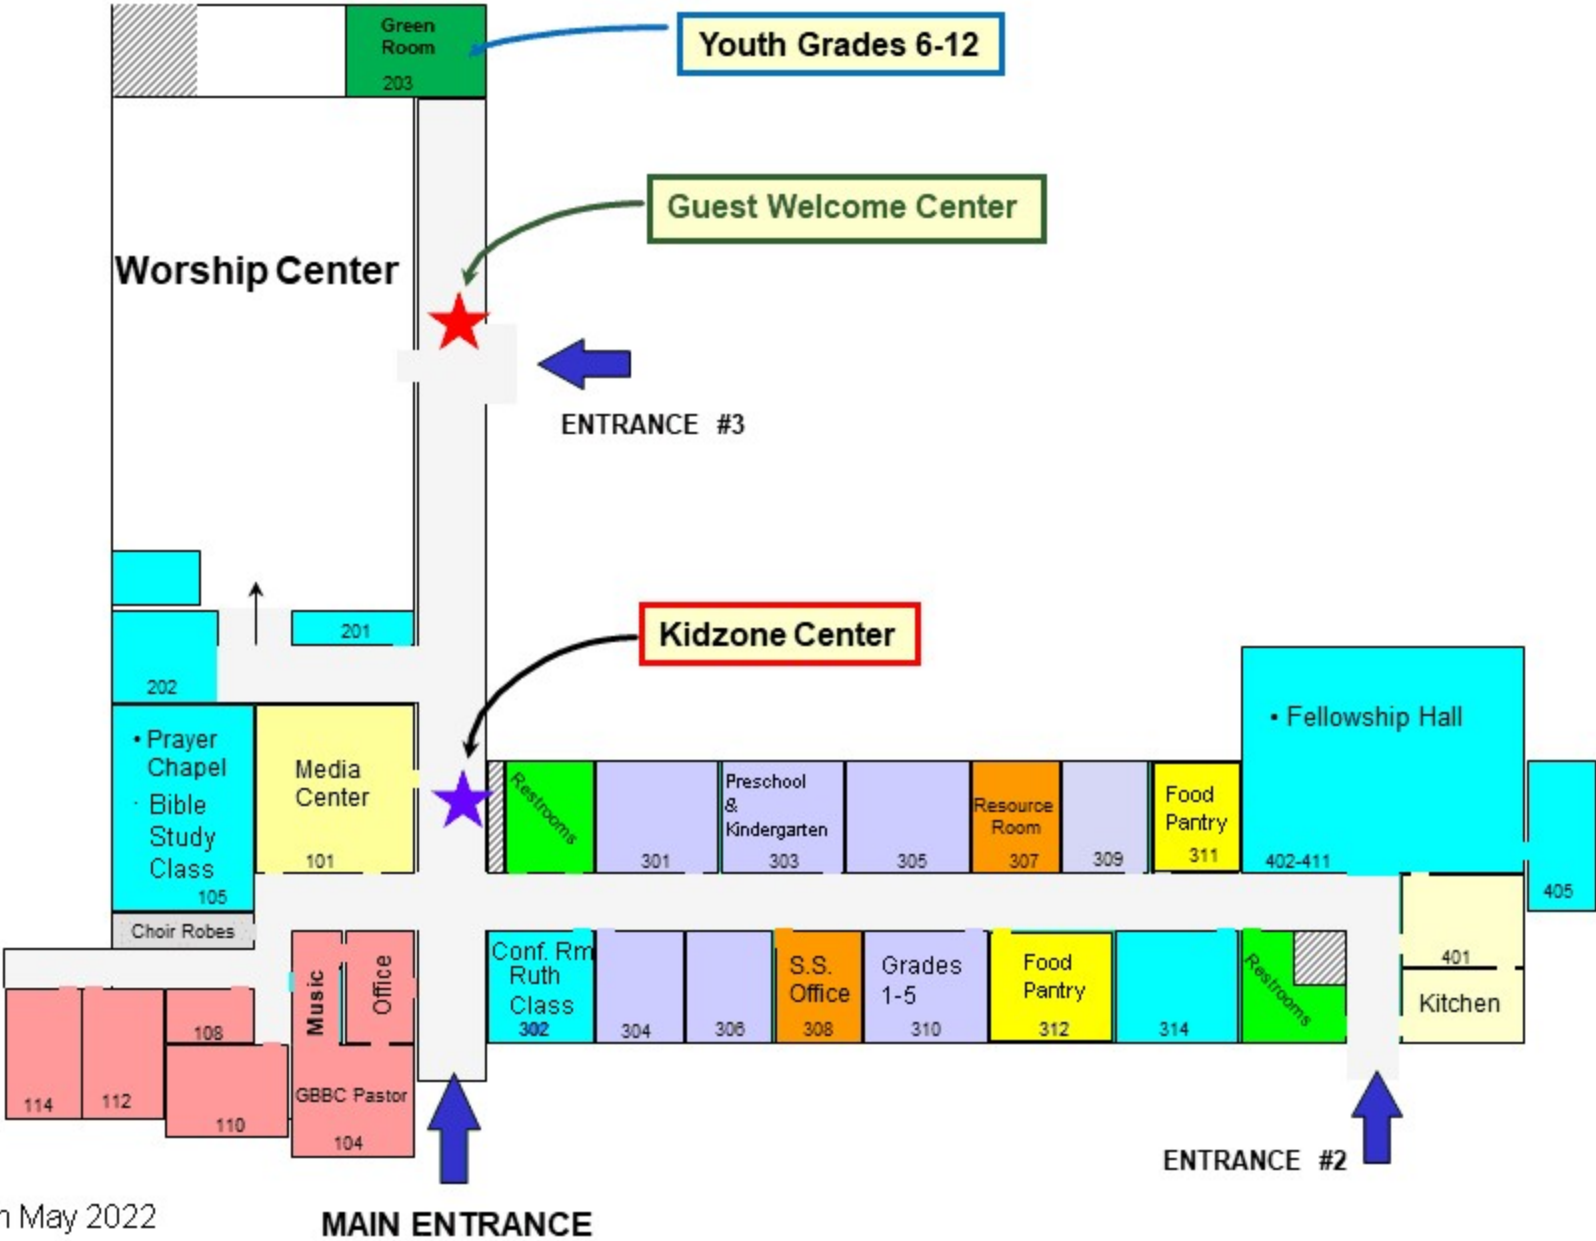 Green
Room
203
Youth Grades 6-12
Guest Welcome Center
Worship Center
ENTRANCE #3
201
Kidzone Center
202
• Prayer
Chapel
· Bible
Study
Class
105
Media
Center
101
Restrooms
301
Preschool
&
Kindergarten
303
305
Resource
Room
307
309
Food
Pantry
311
• Fellowship Hall
402-411
405
Choir Robes
Music
Office
Conf. Rm
Ruth
Class
302
304
306
S.S.
Office
308
Grades
1-5
310
Food
Pantry
312
314
Restrooms
401
Kitchen
114
112
108
110
GBBC Pastor
104
ENTRANCE #2
May 2022
MAIN ENTRANCE